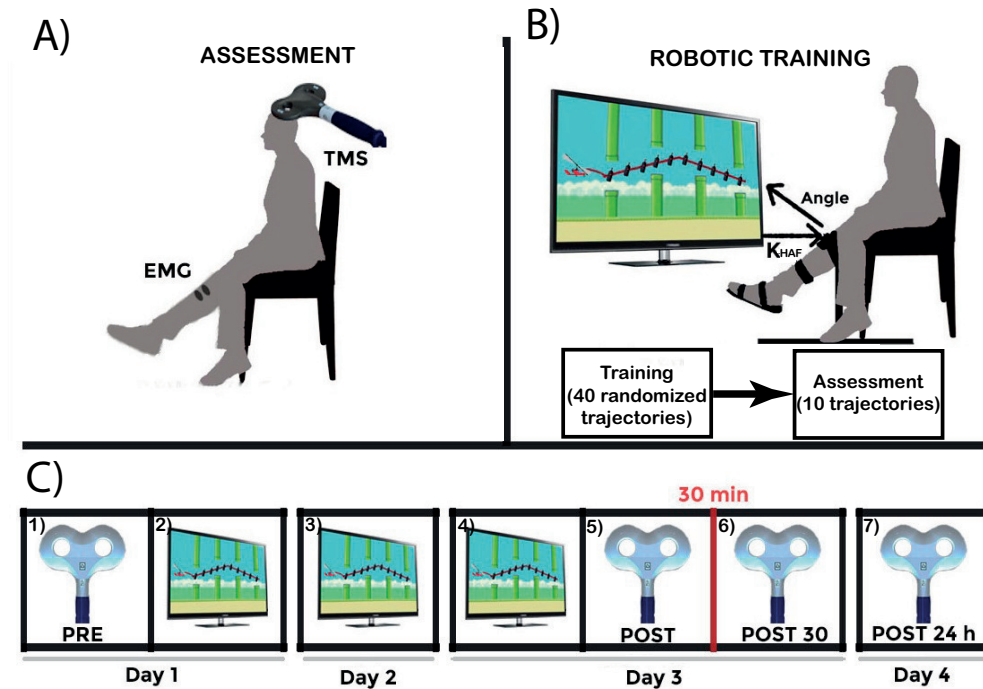 A)
ASSESSMENT
TMS
EMG
B)
ROBOTIC TRAINING
Angle
KHAF
Training
(40 randomized
trajectories)
Assessment
(10 trajectories)
C)
30 min
1)
PRE
2)
3)
4)
5)
POST
6)
POST 30
7)
POST 24 h
Day 1
Day 2
Day 3
Day 4